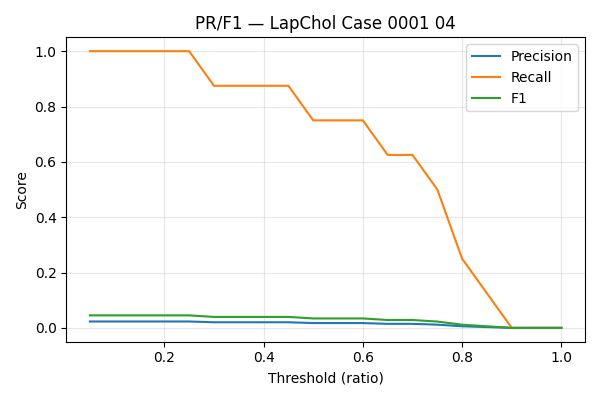 PR/F1 — LapChol Case 0001 04
Precision
Recall
F1
Score
1.0
0.8
0.6
0.4
0.2
0.0
0.2 0.4 0.6 0.8 1.0
Threshold (ratio)